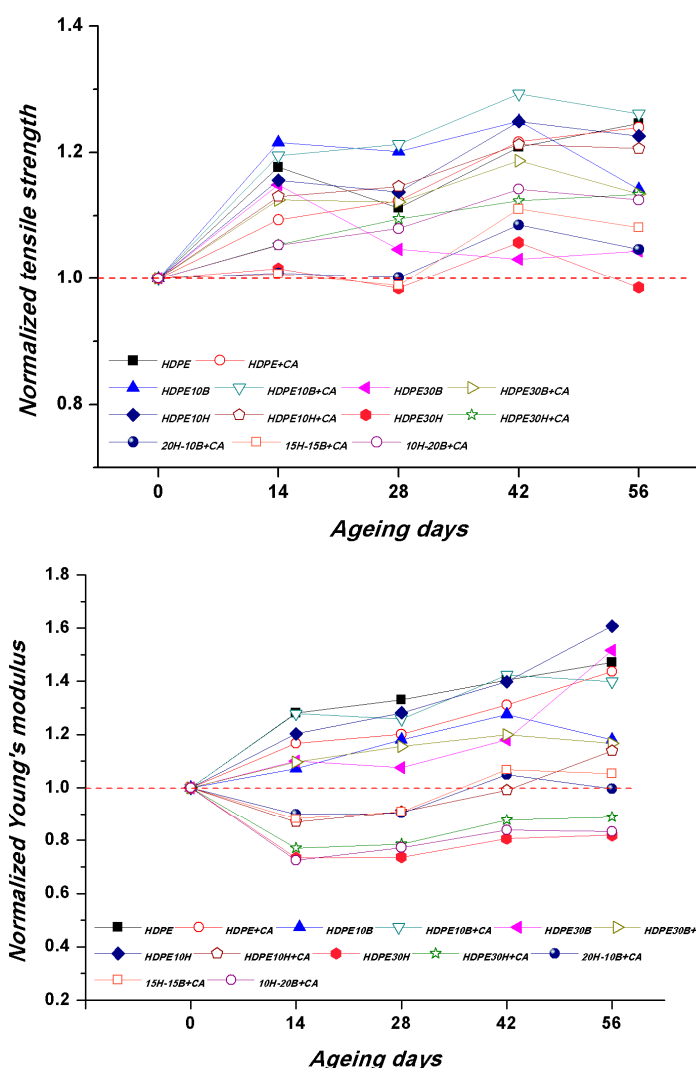 1.4
1.2
1.0
0.8
Normalized tensile strength
HDPE HDPE+CA
HDPE10B HDPE10B+CA HDPE30B HDPE30B+CA
HDPE10H HDPE10H+CA HDPE30H HDPE30H+CA
20H-10B+CA 15H-15B+CA 10H-20B+CA
0 14 28 42 56
Ageing days
1.8
1.6
1.4
1.2
1.0
0.8
0.6
0.4
0.2
Normalized Young's modulus
HDPE HDPE+CA HDPE10B HDPE10B+CA HDPE30B HDPE30B+
HDPE10H HDPE10H+CA HDPE30H HDPE30H+CA 20H-10B+CA
15H-15B+CA 10H-20B+CA
0 14 28 42 56
Ageing days